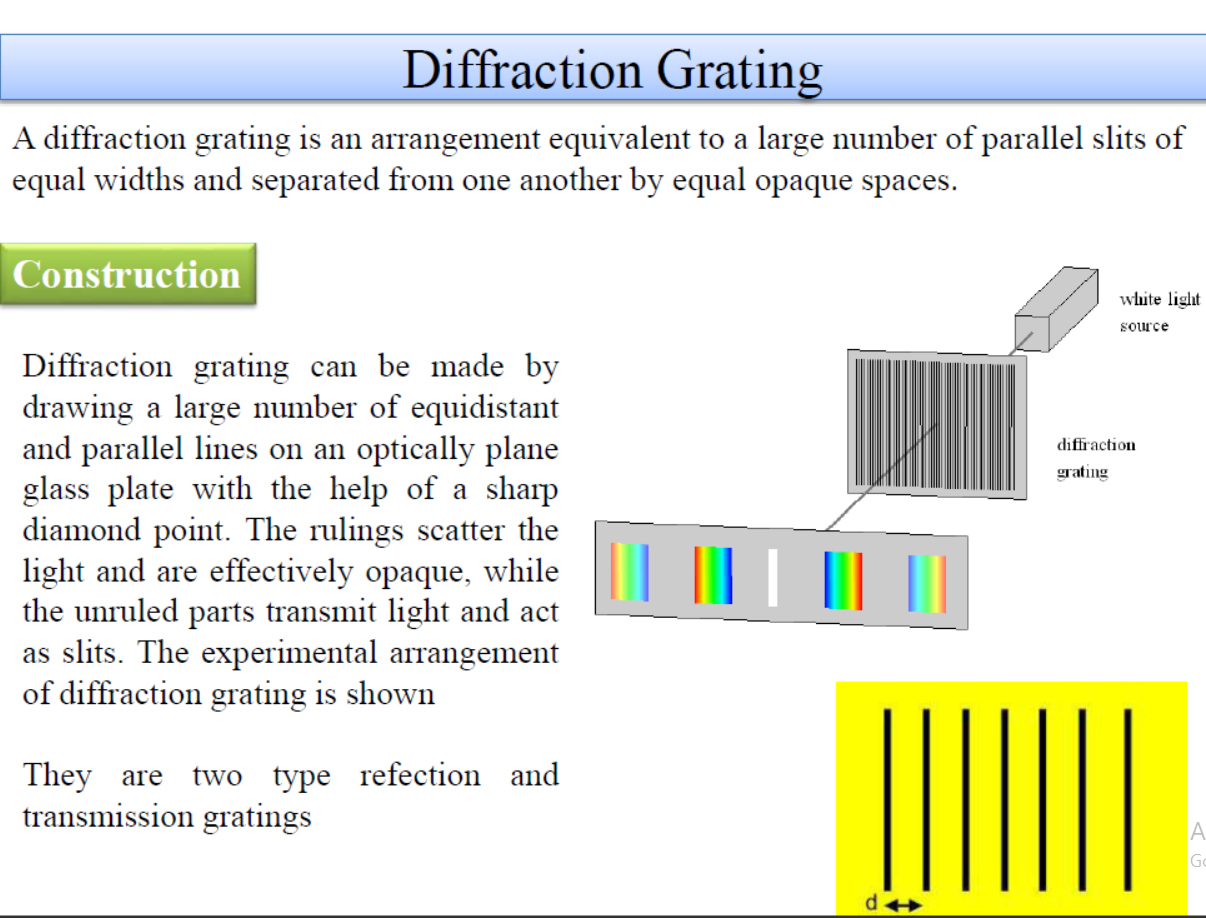 Diffraction Grating
A diffraction grating is an arrangement equivalent to a large number of parallel slits of
equal widths and separated from one another by equal opaque spaces.
Construction
Diffraction grating can be made by
drawing a large number of equidistant
and parallel lines on an optically plane
glass plate with the help of a sharp
diamond point. The rulings scatter the
light and are effectively opaque, while
the unruled parts transmit light and act
as slits. The experimental arrangement
of diffraction grating is shown
They are two type refection and
transmission gratings
white light
source
diffraction
grating
d
A
Go